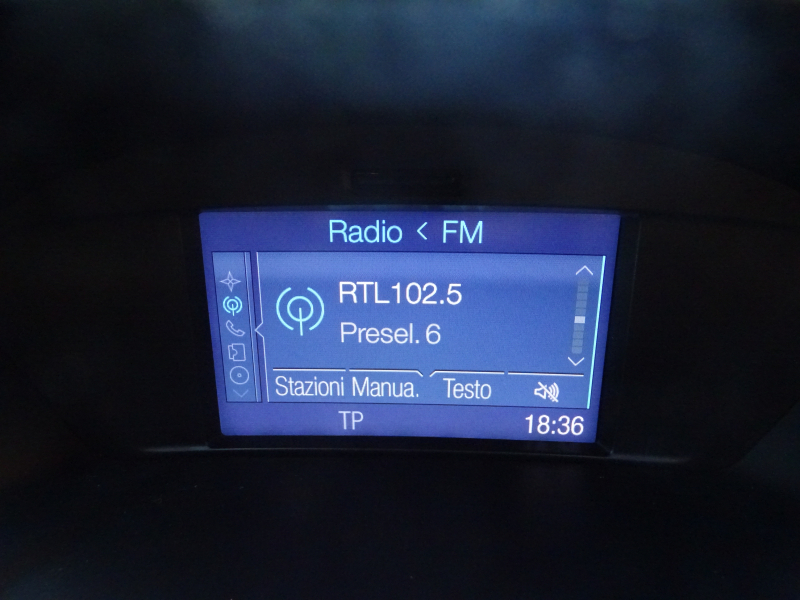 Radio < FM
RTL102.5
Presel. 6
Stazioni Manua. Testo
TP 18:36